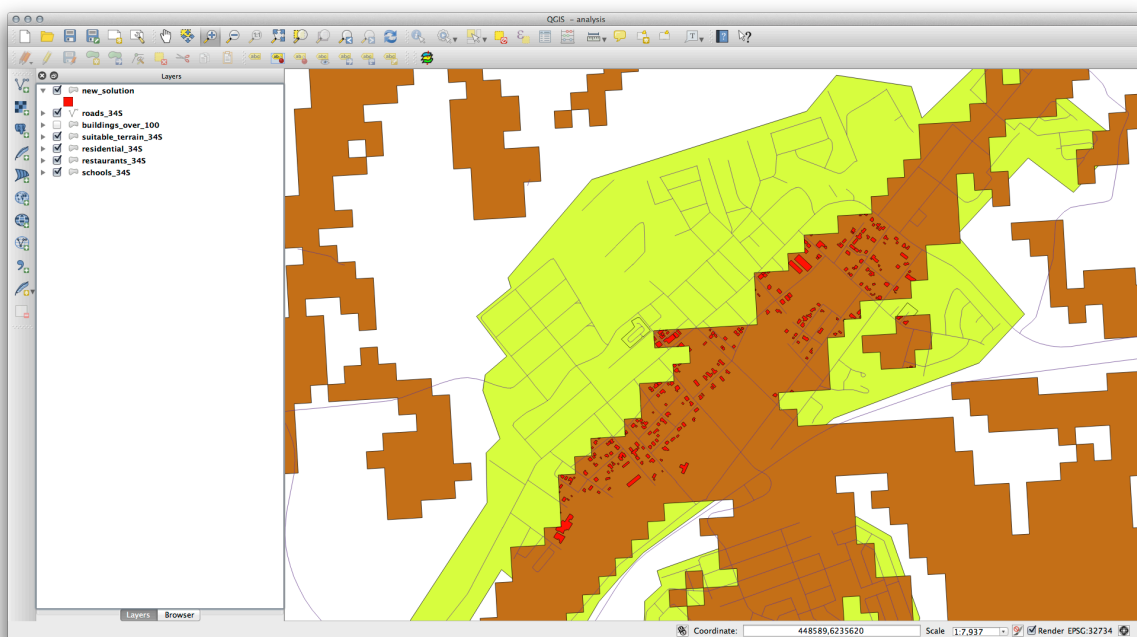 QGIS - analysis
Layers
new_solution
roads_34S
buildings_over_100
suitable_terrain_34S
residential_34S
restaurants_34S
schools_34S
Layers Browser
Coordinate: 448589,6235620 Scale 1:7,937 Render EPSG:32734